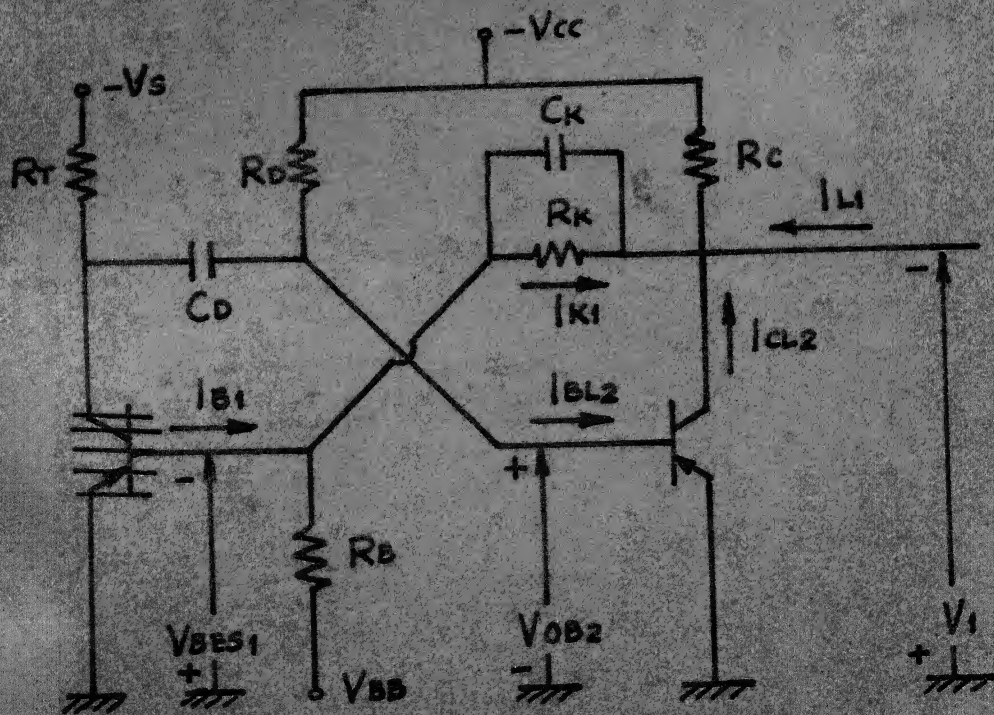 -Vcc
-Vs
CK
RT
RD
RC
RK
IL1
CD
IK1
ICL2
IB1
IBL2
-
-
+
RB
VBES1
+
VOB2
-
V1
+
VBB